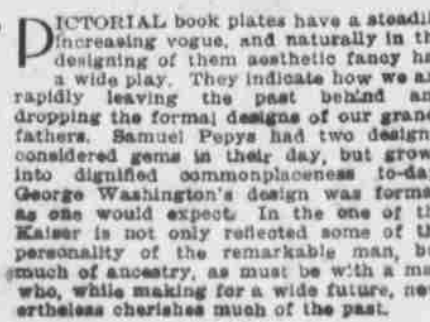 PICTORIAL book plates have a steadil
increasing vogue, and naturally in th
designing of them aesthetic fancy ha
a wide play. They indicate how we a
rapidly leaving the past behind an
dropping the formal designs of our grand
fathers. Samuel Pepys had two design
considered gems in their day, but grow
into dignified commonplaceness to-da
George Washington's design was forma
as one would expect. In the one of th
Kaiser is not only reflected some of th
personality of the remarkable man, bu
much of ancestry, as must be with a ma
who, while making for a wide future, nev
ertheless cherishes much of the past.